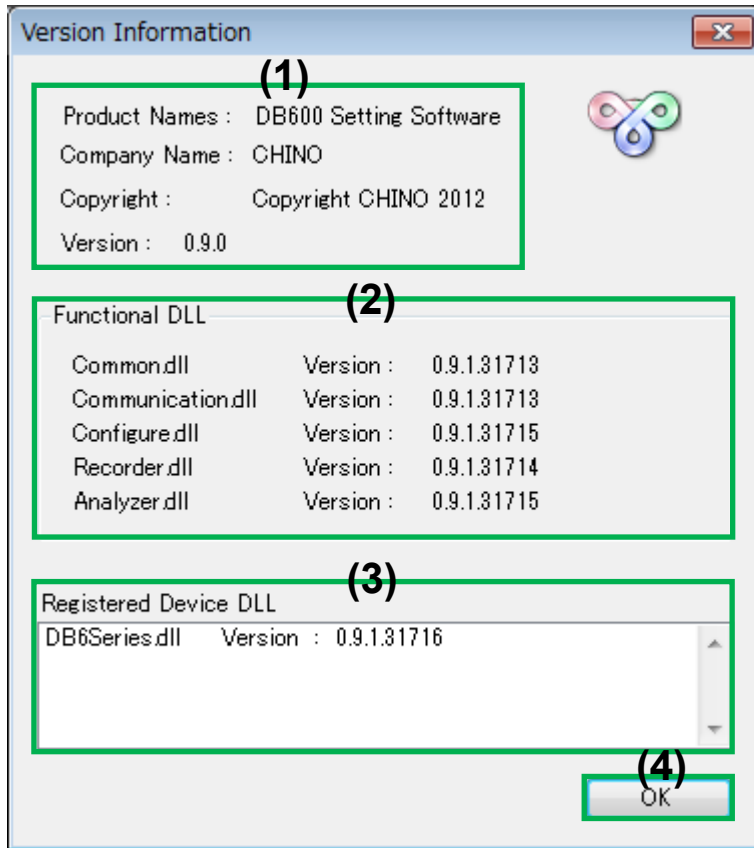 Version Information
(1)
Product Names : DB600 Setting Software
Company Name : CHINO
Copyright : Copyright CHINO 2012
Version : 0.9.0
(2)
Functional DLL
Common.dll Version : 0.9.1.31713
Communication.dll Version : 0.9.1.31713
Configure.dll Version : 0.9.1.31715
Recorder.dll Version : 0.9.1.31714
Analyzer.dll Version : 0.9.1.31715
(3)
Registered Device DLL
DB6Series.dll Version : 0.9.1.31716
(4)
OK